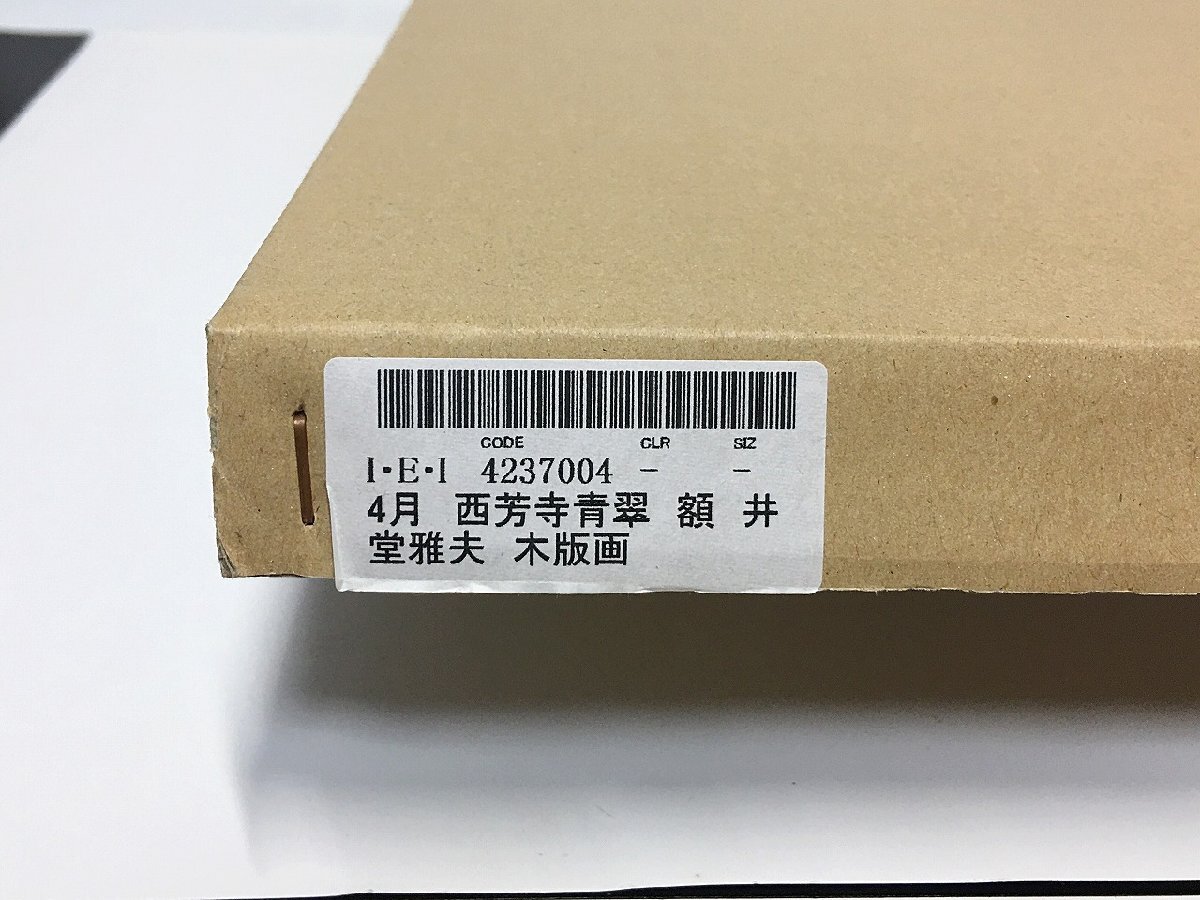 CODE CLR SIZ
I・E・I 4237004 - -
4月 西芳寺青翠 額 井
堂雅夫 木版画